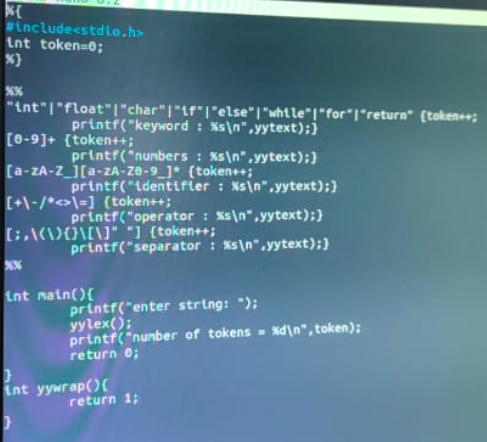 %{
#include<stdio.h>
int token=0;
%}
%%
"int"|"float"|"char"|"if"|"else"|"while"|"for"|"return" {token++;
printf("keyword : %s\n",yytext);}
[0-9]+ {token++;
printf("numbers : %s\n",yytext);}
[a-zA-Z_][a-zA-Z0-9_]* {token++;
printf("identifier : %s\n",yytext);}
[+\-/*<>\=] {token++;
printf("operator : %s\n",yytext);}
[;,\(\){}\[\]" "] {token++;
printf("separator : %s\n",yytext);}
%%
int main(){
printf("enter string: ");
yylex();
printf("number of tokens = %d\n",token);
return 0;
}
int yywrap(){
return 1;
}